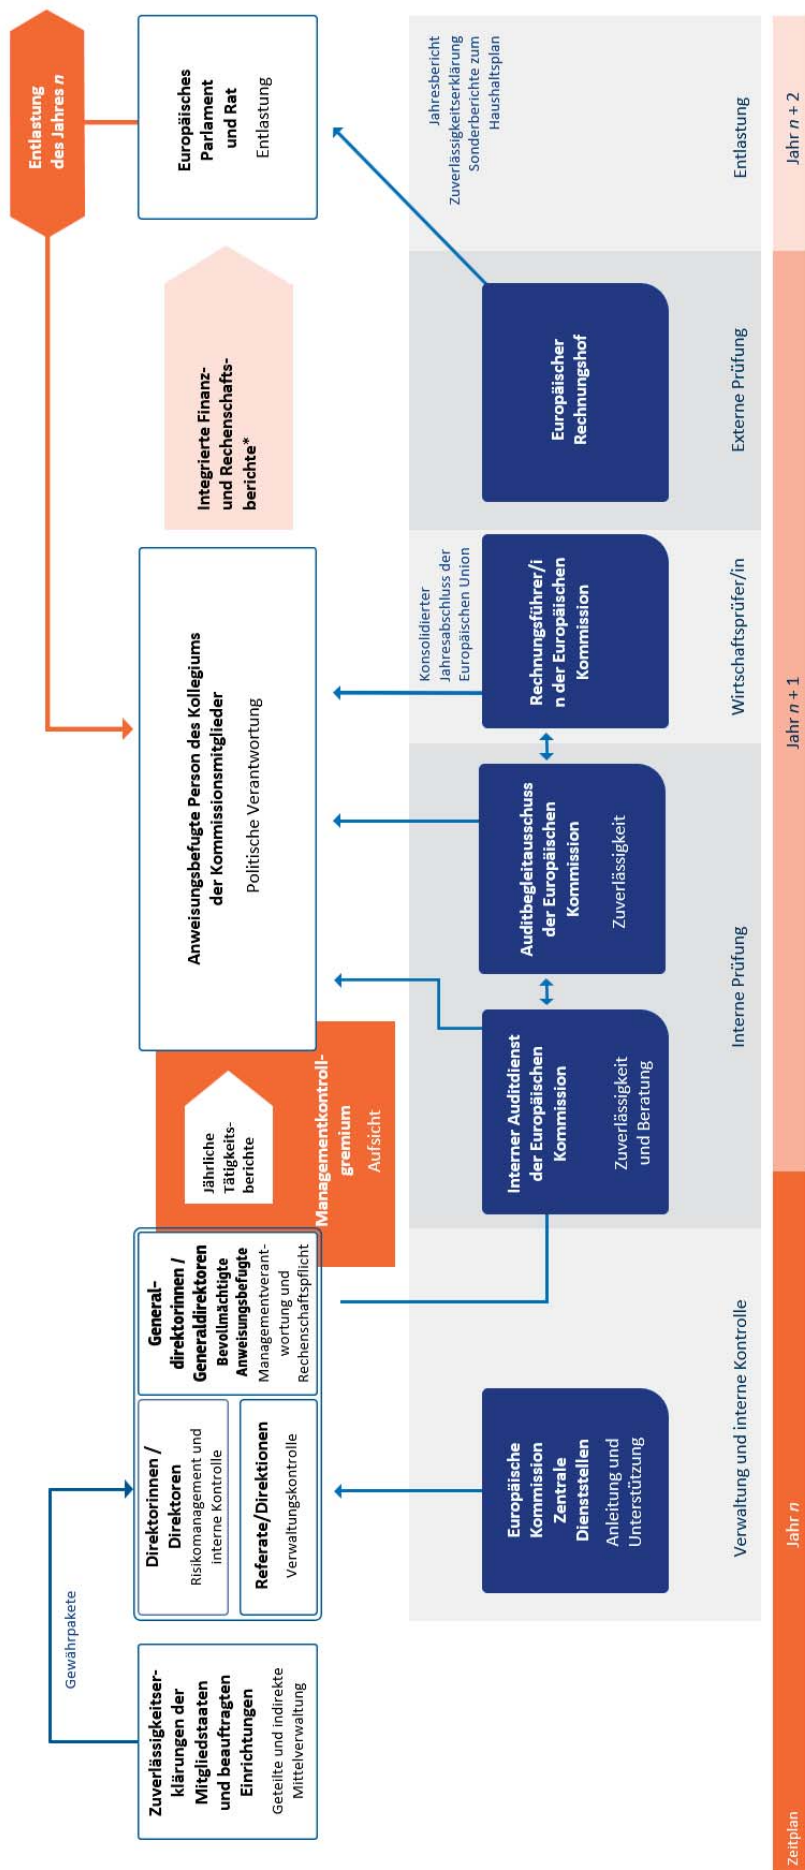 Entlastung
des Jahres n
Gewährpakete
Zuverlässigkeitser-
klärungen der
Mitgliedstaaten
und beauftragten
Einrichtungen
Geteilte und indirekte
Mittelverwaltung
Direktorinnen /
Direktoren
Risikomanagement und
interne Kontrolle
Referate/Direktionen
Verwaltungskontrolle
General-
direktorinnen /
Generaldirektoren
Bevollmächtigte
Anweisungsbefugte
Managementverant-
wortung und
Rechenschaftspflicht
Jährliche
Tätigkeits-
berichte
Managementkontroll-
gremium
Aufsicht
Anweisungsbefugte Person des Kollegiums
der Kommissionsmitglieder
Politische Verantwortung
Integrierte Finanz-
und Rechenschafts-
berichte*
Europäisches
Parlament
und Rat
Entlastung
Konsolidierter
Jahresabschluss der
Europäischen Union
Jahresbericht
Zuverlässigkeitserklärung
Sonderberichte zum
Haushaltsplan
Europäische
Kommission
Zentrale
Dienststellen
Anleitung und
Unterstützung
Interner Auditdienst
der Europäischen
Kommission
Zuverlässigkeit
und Beratung
Auditbegleitausschuss
der Europäischen
Kommission
Zuverlässigkeit
Rechnungsführer/i
n der Europäischen
Kommission
Europäischer
Rechnungshof
Verwaltung und interne Kontrolle
Interne Prüfung
Wirtschaftsprüfer/in
Externe Prüfung
Entlastung
Zeitplan
Jahr n
Jahr n + 1
Jahr n + 2